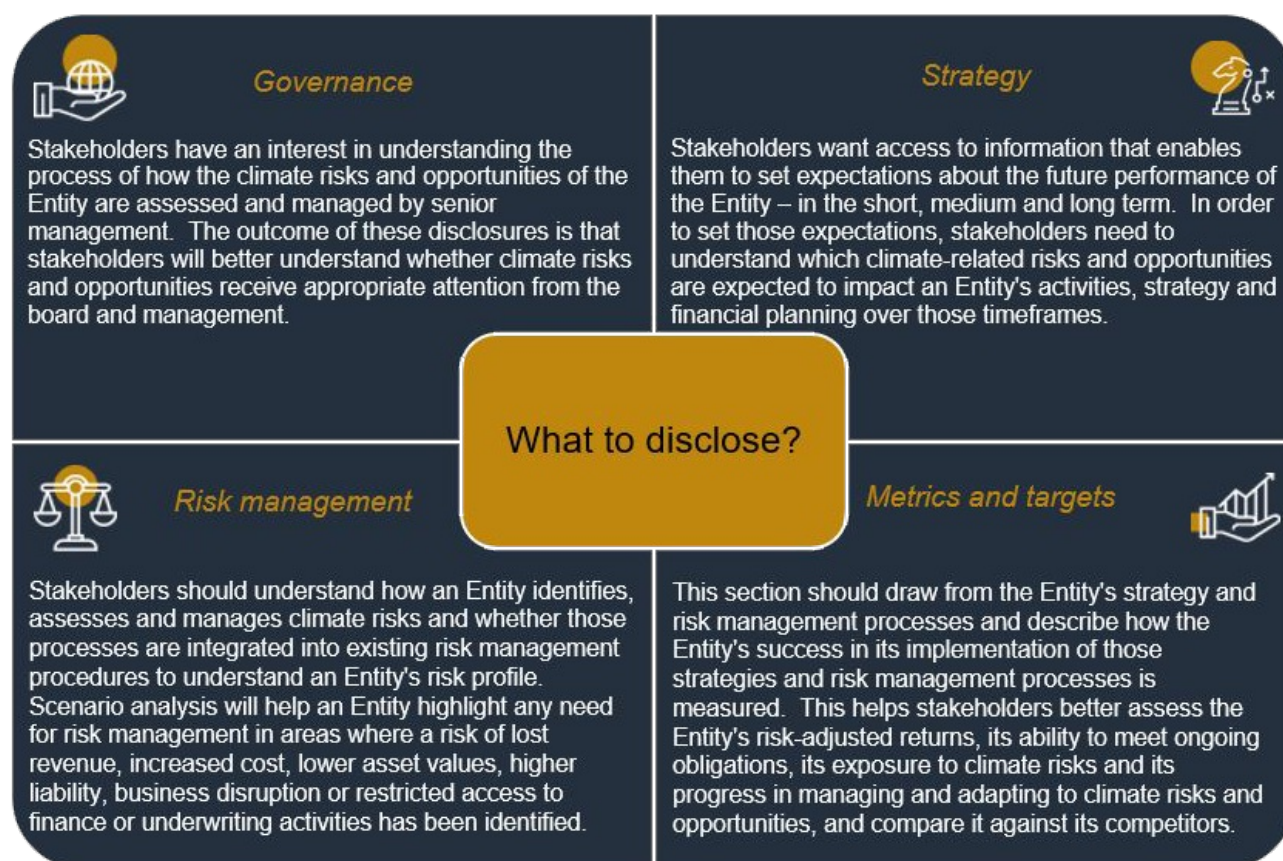 Governance
Stakeholders have an interest in understanding the
process of how the climate risks and opportunities of the
Entity are assessed and managed by senior
management.  The outcome of these disclosures is that
stakeholders will better understand whether climate risks
and opportunities receive appropriate attention from the
board and management.
Strategy
Stakeholders want access to information that enables
them to set expectations about the future performance of
the Entity – in the short, medium and long term.  In order
to set those expectations, stakeholders need to
understand which climate-related risks and opportunities
are expected to impact an Entity's activities, strategy and
financial planning over those timeframes.
What to disclose?
Risk management
Stakeholders should understand how an Entity identifies,
assesses and manages climate risks and whether those
processes are integrated into existing risk management
procedures to understand an Entity's risk profile.
Scenario analysis will help an Entity highlight any need
for risk management in areas where a risk of lost
revenue, increased cost, lower asset values, higher
liability, business disruption or restricted access to
finance or underwriting activities has been identified.
Metrics and targets
This section should draw from the Entity's strategy and
risk management processes and describe how the
Entity's success in its implementation of those
strategies and risk management processes is
measured.  This helps stakeholders better assess the
Entity's risk-adjusted returns, its ability to meet ongoing
obligations, its exposure to climate risks and its
progress in managing and adapting to climate risks and
opportunities, and compare it against its competitors.